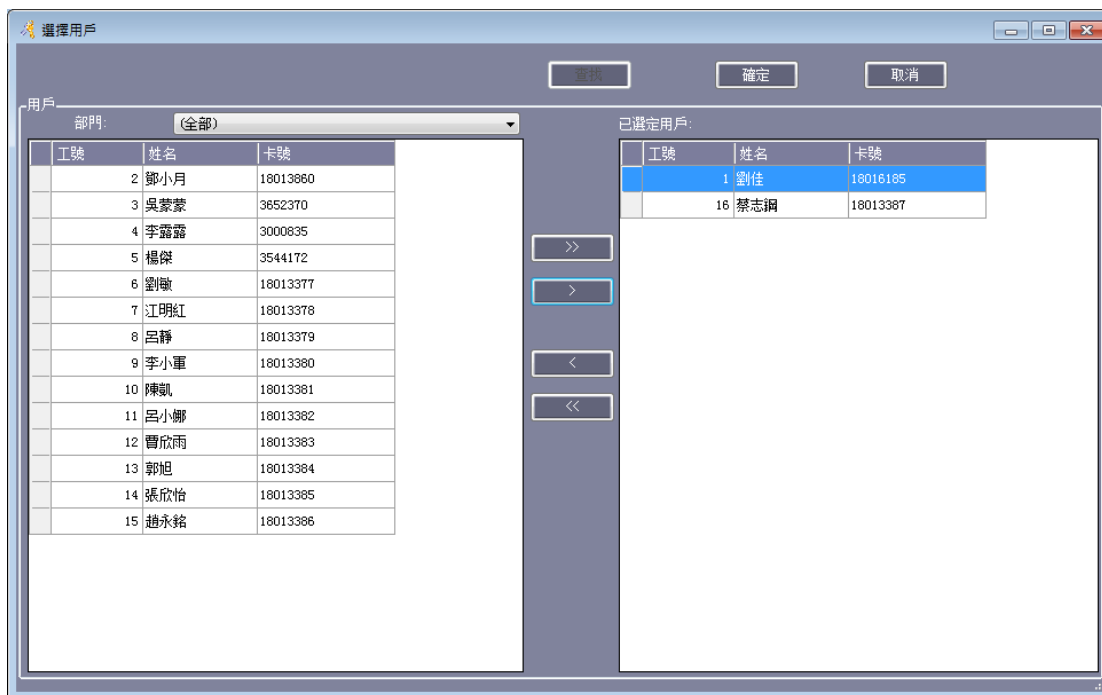 選擇用戶
查找 確定 取消
用戶
部門: (全部) 已選定用戶:
工號 姓名 卡號
2 鄧小月 18013860
3 吳蒙蒙 3652370
4 李露露 3000835
5 楊傑 3544172
6 劉敏 18013377
7 江明紅 18013378
8 呂靜 18013379
9 李小軍 18013380
10 陳凱 18013381
11 呂小娜 18013382
12 曹欣雨 18013383
13 郭旭 18013384
14 張欣怡 18013385
15 趙永銘 18013386
>>
>
<
<<
工號 姓名 卡號
1 劉佳 18016185
16 蔡志鋼 18013387